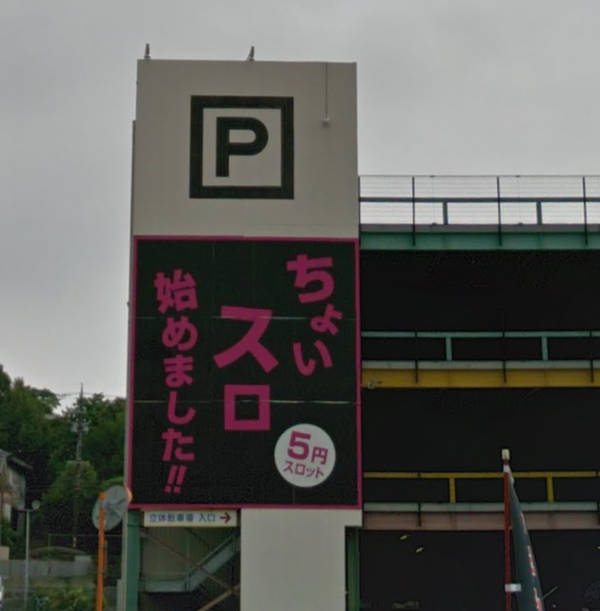 P
ちょい
スロ
始めました!!
5円
スロット
立体駐車場 入口 →